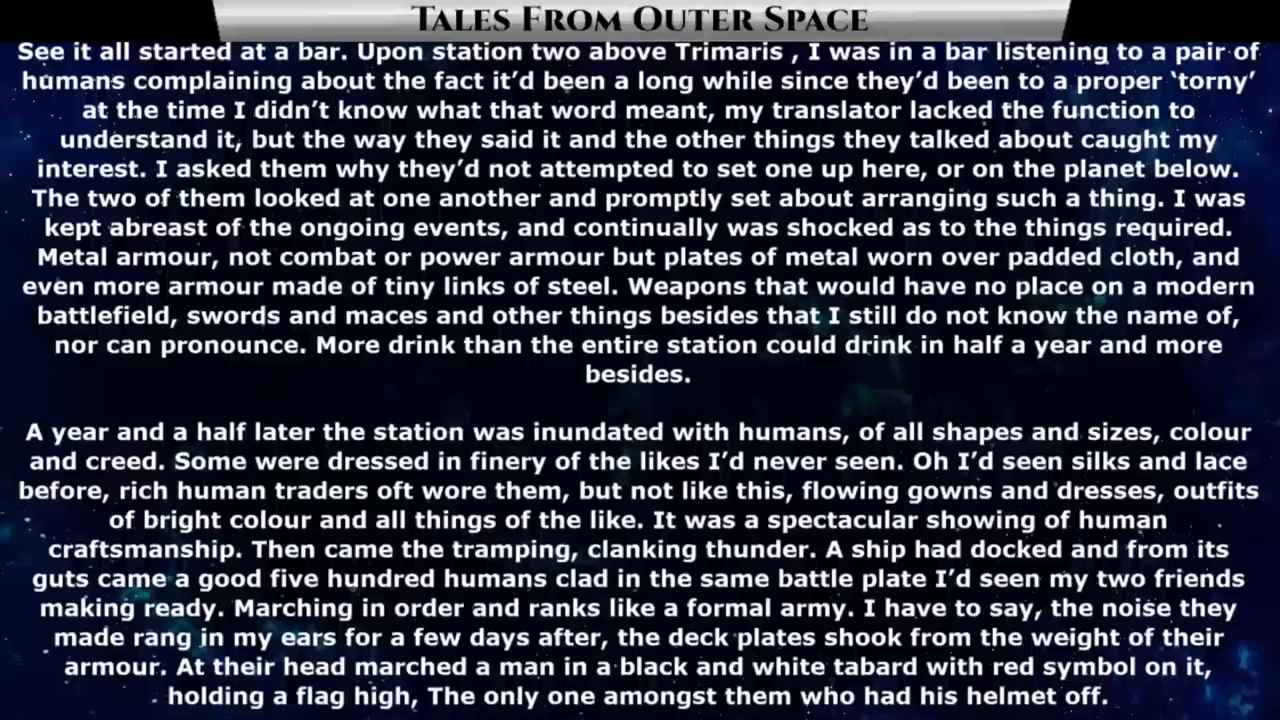 TALES FROM OUTER SPACE
See it all started at a bar. Upon station two above Trimaris , I was in a bar listening to a pair of
humans complaining about the fact it’d been a long while since they’d been to a proper ‘torny’
at the time I didn’t know what that word meant, my translator lacked the function to
understand it, but the way they said it and the other things they talked about caught my
interest. I asked them why they’d not attempted to set one up here, or on the planet below.
The two of them looked at one another and promptly set about arranging such a thing. I was
kept abreast of the ongoing events, and continually was shocked as to the things required.
Metal armour, not combat or power armour but plates of metal worn over padded cloth, and
even more armour made of tiny links of steel. Weapons that would have no place on a modern
battlefield, swords and maces and other things besides that I still do not know the name of,
nor can pronounce. More drink than the entire station could drink in half a year and more
besides.
A year and a half later the station was inundated with humans, of all shapes and sizes, colour
and creed. Some were dressed in finery of the likes I’d never seen. Oh I’d seen silks and lace
before, rich human traders oft wore them, but not like this, flowing gowns and dresses, outfits
of bright colour and all things of the like. It was a spectacular showing of human
craftsmanship. Then came the tramping, clanking thunder. A ship had docked and from its
guts came a good five hundred humans clad in the same battle plate I’d seen my two friends
making ready. Marching in order and ranks like a formal army. I have to say, the noise they
made rang in my ears for a few days after, the deck plates shook from the weight of their
armour. At their head marched a man in a black and white tabard with red symbol on it,
holding a flag high, The only one amongst them who had his helmet off.